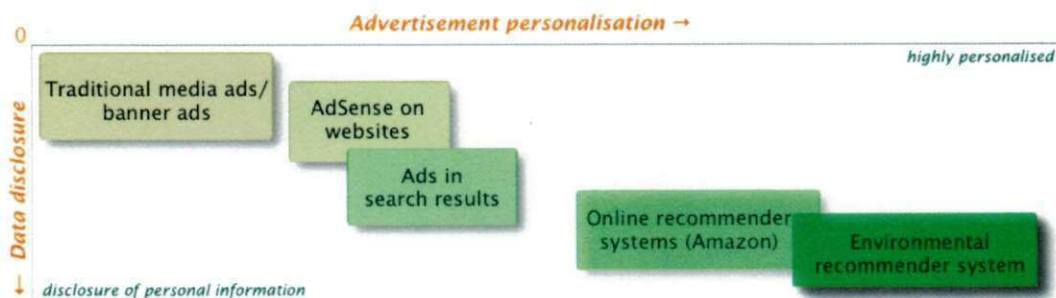 Advertisement personalisation →
0
highly personalised
Traditional media ads/
banner ads
AdSense on
websites
Ads in
search results
Online recommender
systems (Amazon)
Environmental
recommender system
← Data disclosure
disclosure of personal information